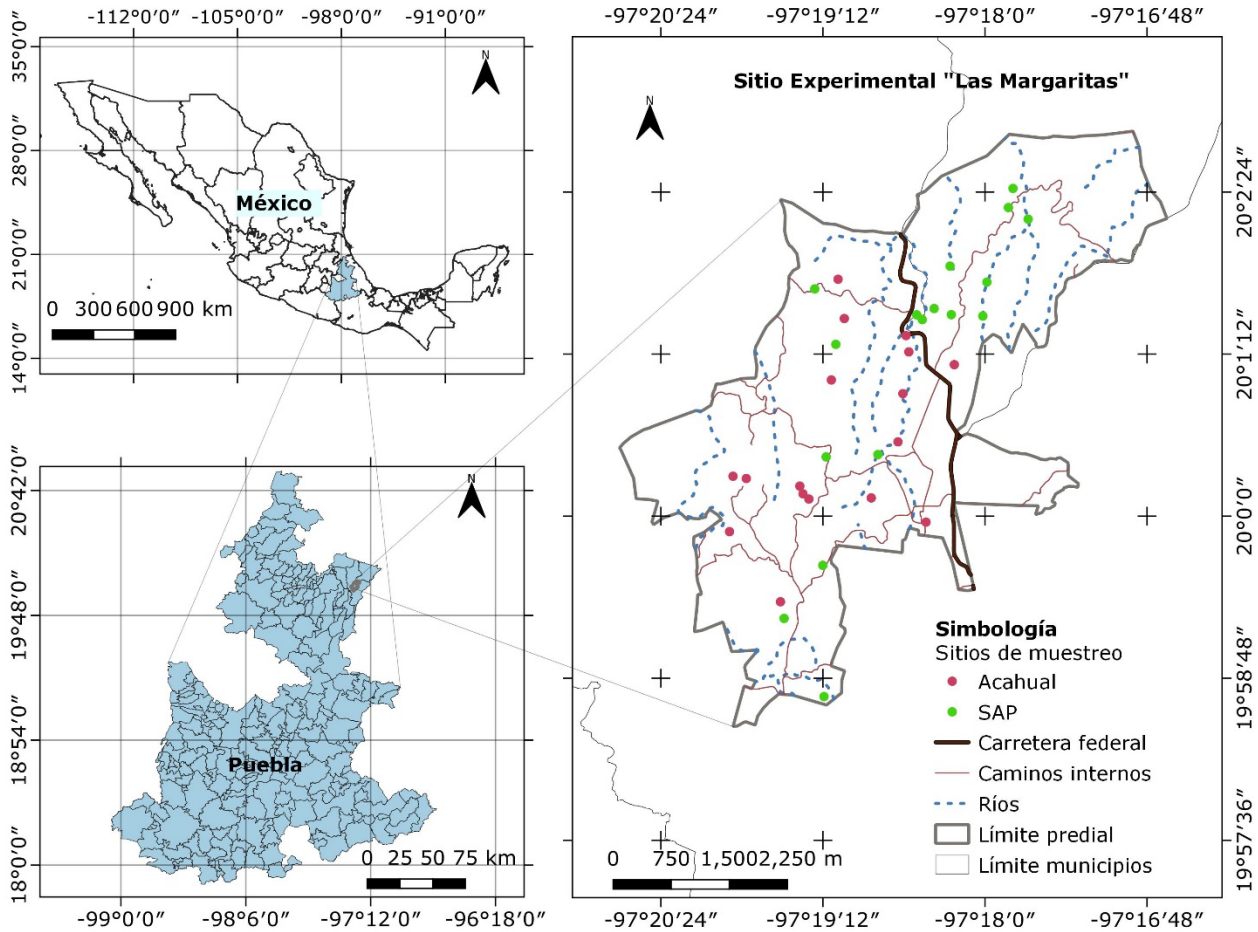 -112°0′0″ -105°0′0″ -98°0′0″ -91°0′0″
35°0′0″
28°0′0″
21°0′0″
14°0′0″
N
México
0 300 600 900 km
20°42′0″
19°48′0″
18°54′0″
18°0′0″
N
Puebla
0 25 50 75 km
-99°0′0″ -98°6′0″ -97°12′0″ -96°18′0″
-97°20′24″ -97°19′12″ -97°18′0″ -97°16′48″
Sitio Experimental "Las Margaritas"
N
20°2′24″
20°1′12″
20°0′0″
19°58′48″
19°57′36″
Simbología
Sitios de muestreo
Acahual
SAP
Carretera federal
Caminos internos
Ríos
Límite predial
Límite municipios
0 750 1,500 2,250 m
-97°20′24″ -97°19′12″ -97°18′0″ -97°16′48″